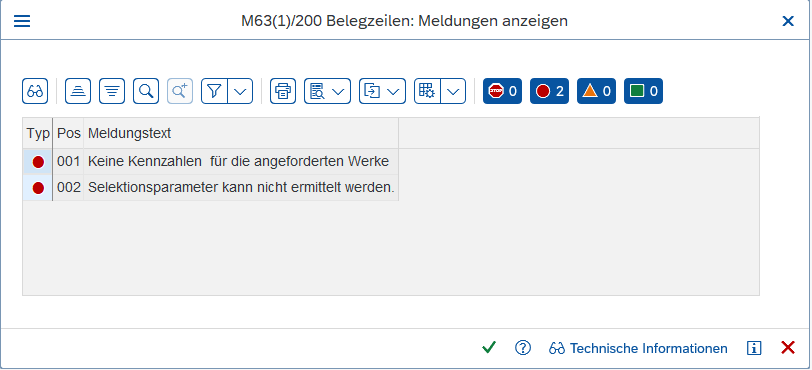 M63(1)/200 Belegzeilen: Meldungen anzeigen
STOP 0 2 0 0
Typ Pos Meldungstext
001 Keine Kennzahlen  für die angeforderten Werke
002 Selektionsparameter kann nicht ermittelt werden.
Technische Informationen